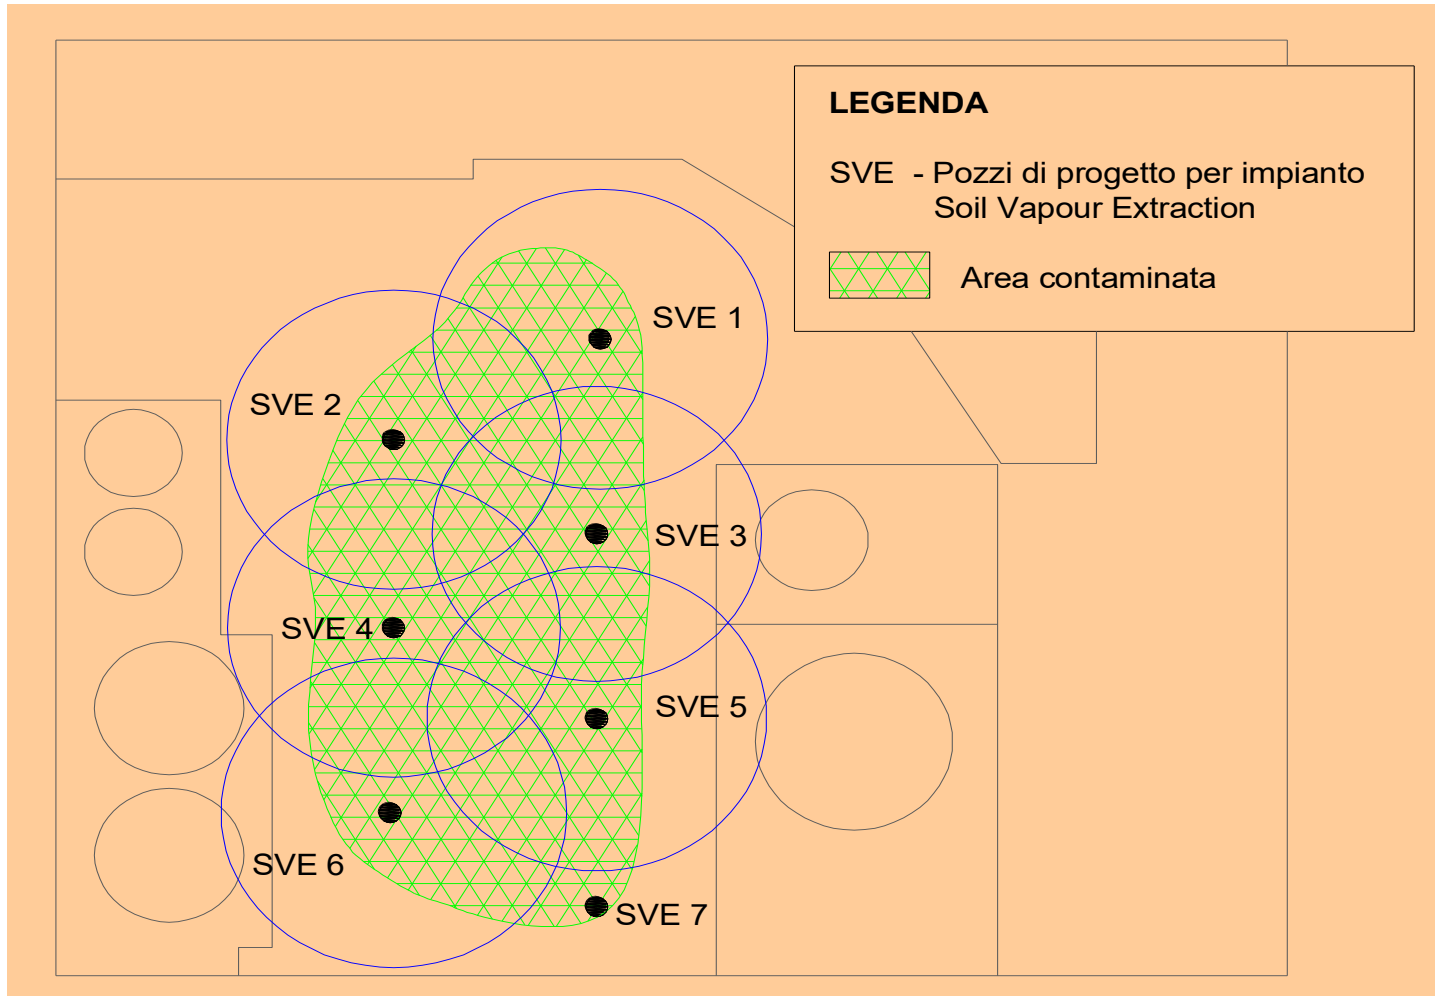 LEGENDA
SVE - Pozzi di progetto per impianto
Soil Vapour Extraction
Area contaminata
SVE 1
SVE 2
SVE 3
SVE 4
SVE 5
SVE 6
SVE 7